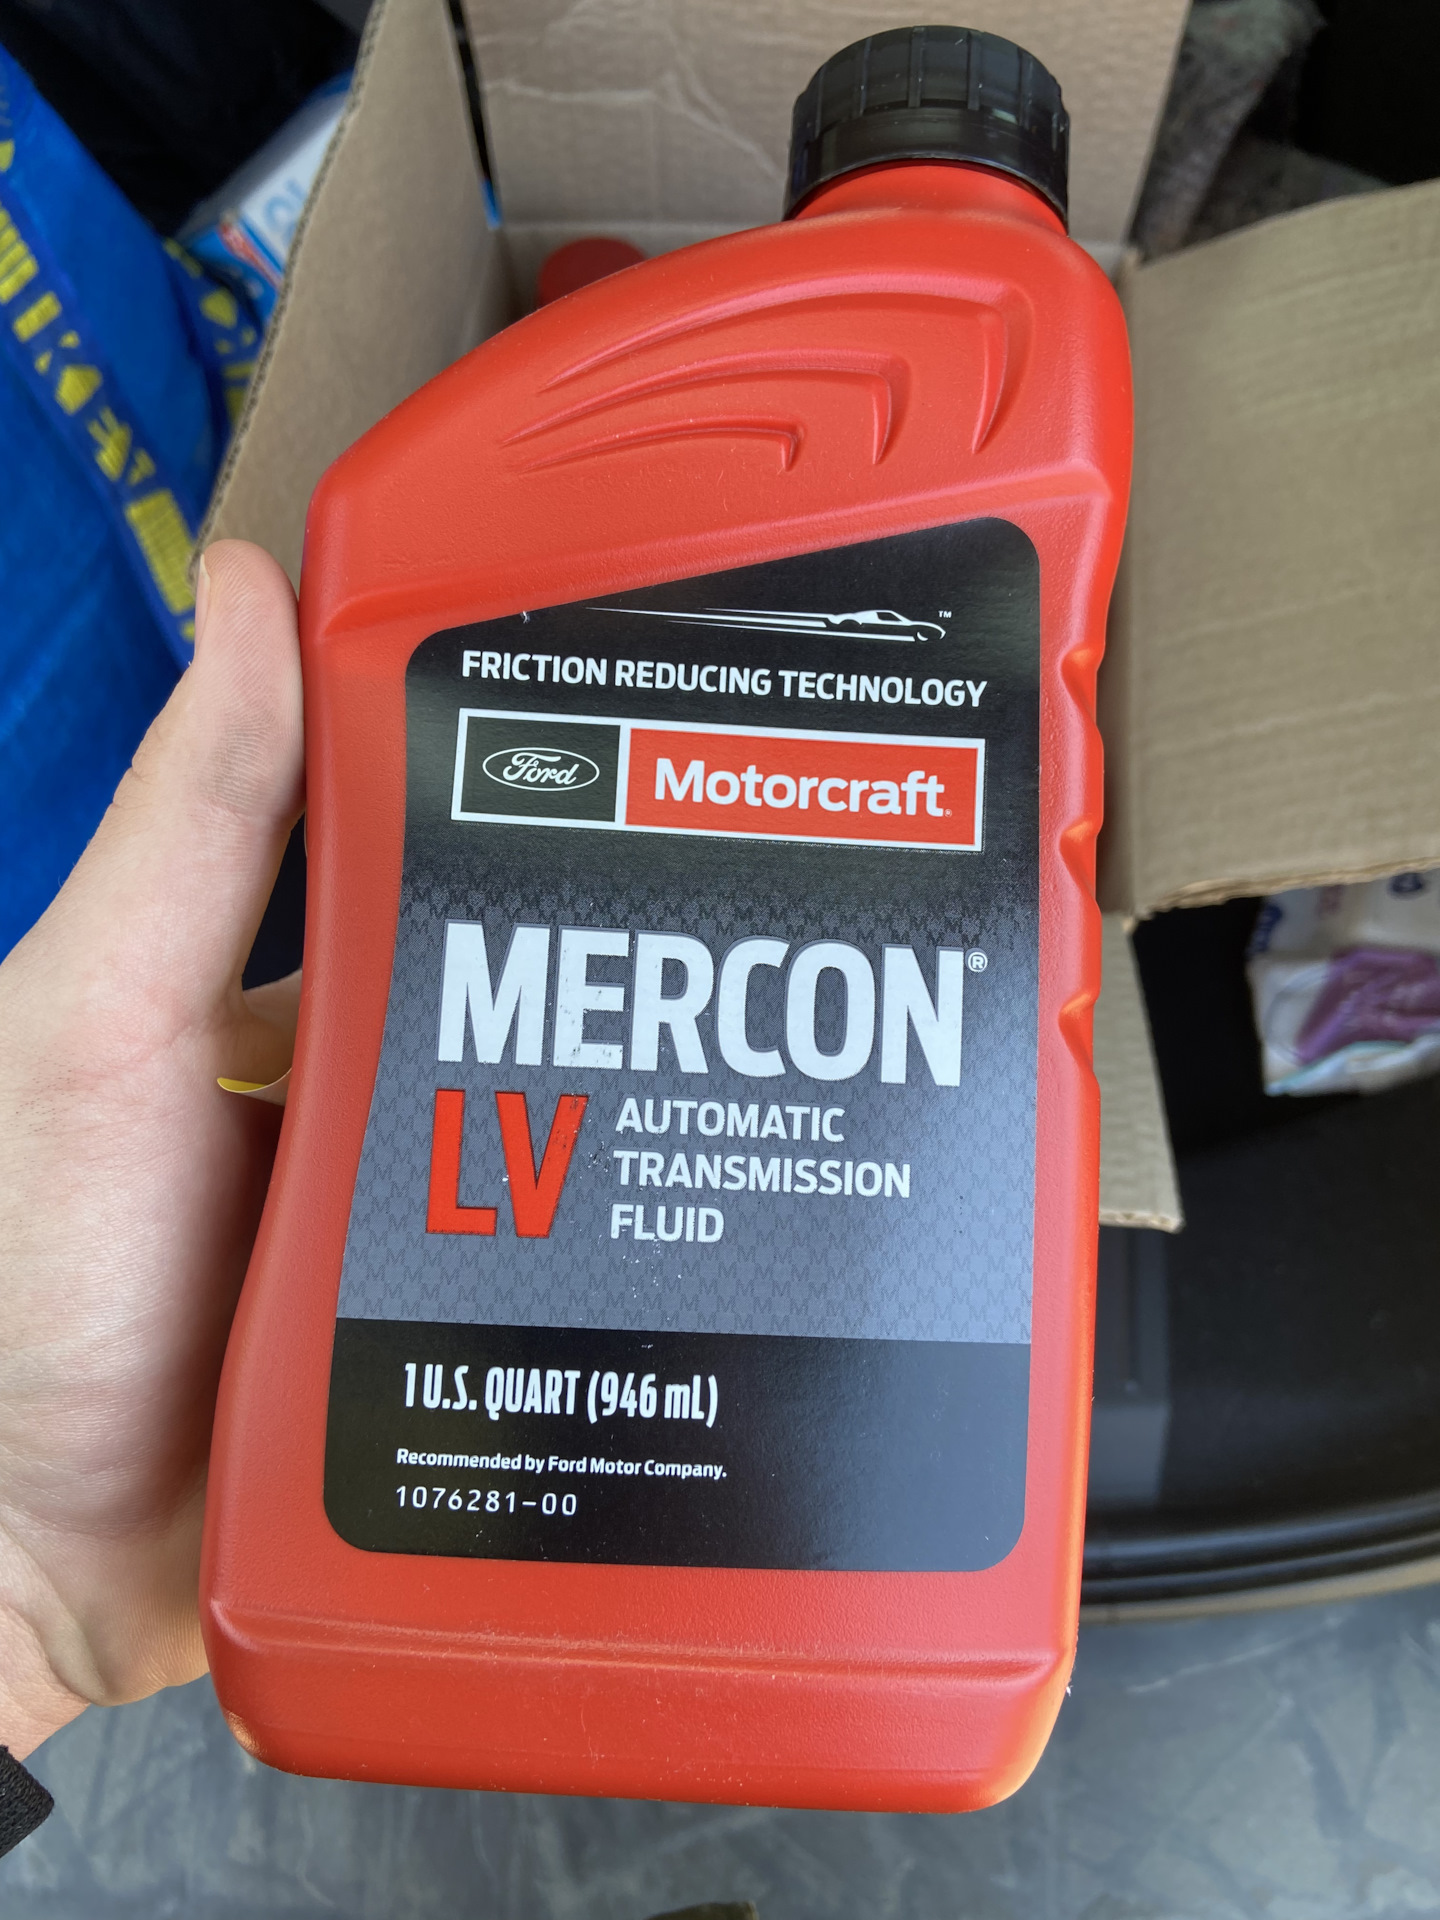 ™
FRICTION REDUCING TECHNOLOGY
Ford
Motorcraft®
MERCON®
LV
AUTOMATIC
TRANSMISSION
FLUID
1 U.S. QUART (946 mL)
Recommended by Ford Motor Company.
1076281-00